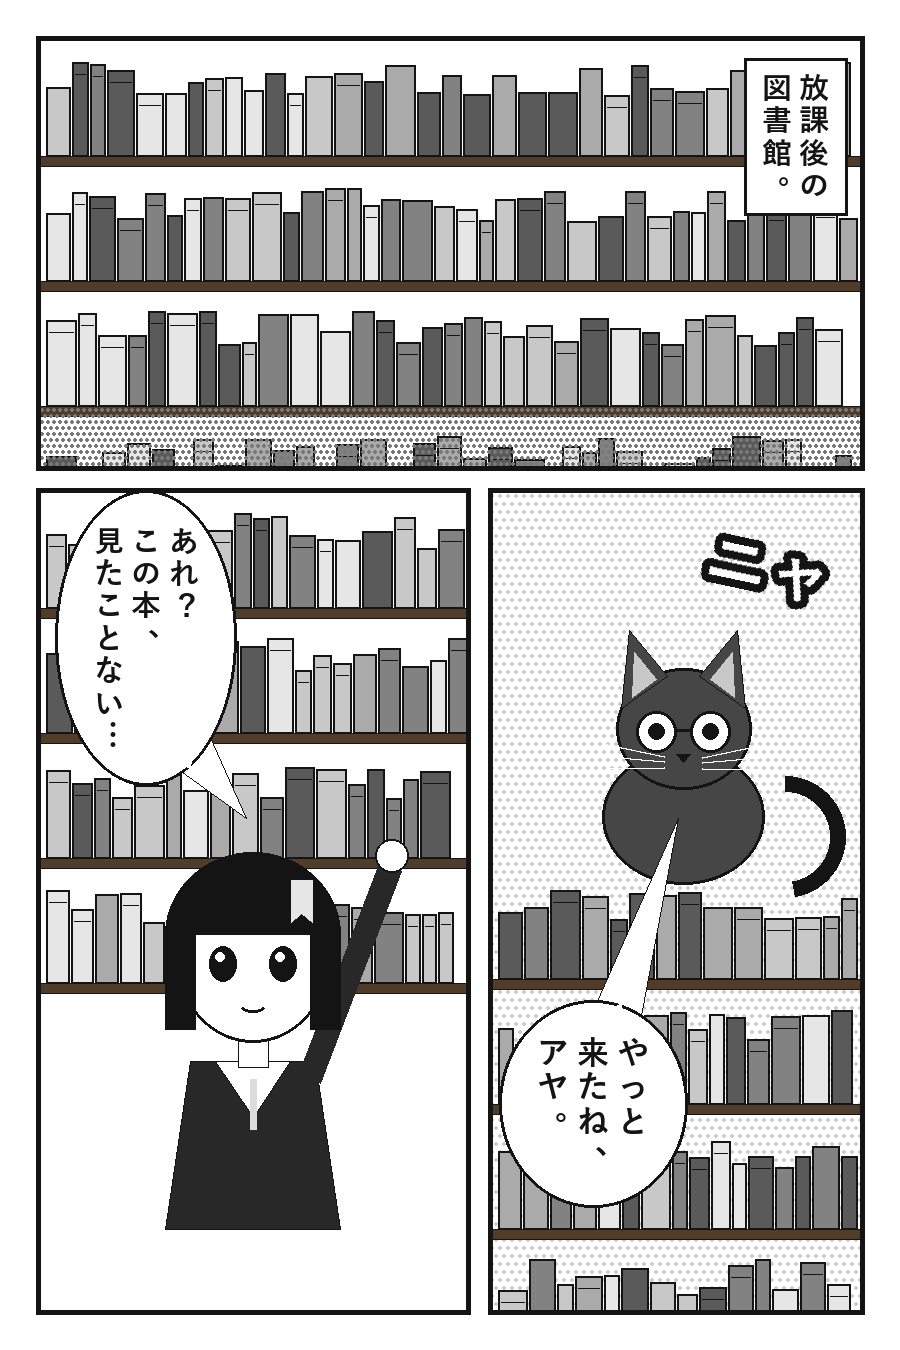 放課後の
図書館。
ニャ
やっと
来たね、
アヤ。
あれ？
この本、
見たことない…